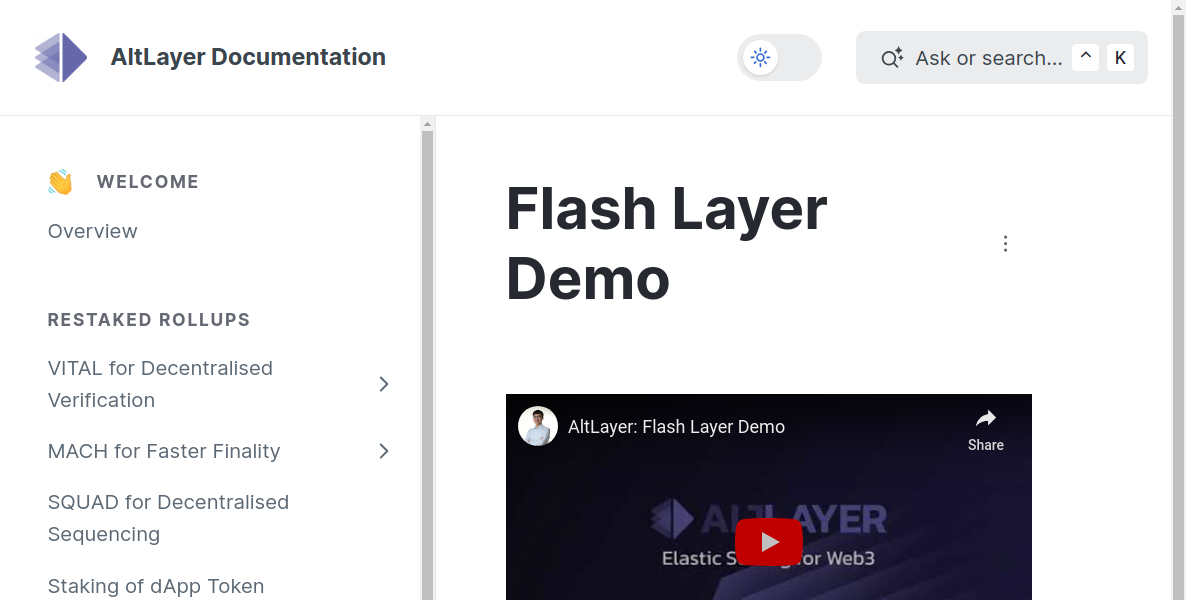 AltLayer Documentation
Ask or search... ^ K
WELCOME
Overview
RESTAKED ROLLUPS
VITAL for Decentralised
Verification
MACH for Faster Finality
SQUAD for Decentralised
Sequencing
Staking of dApp Token
Flash Layer
Demo
AltLayer: Flash Layer Demo
Share
ALTLAYER
Elastic for Web3